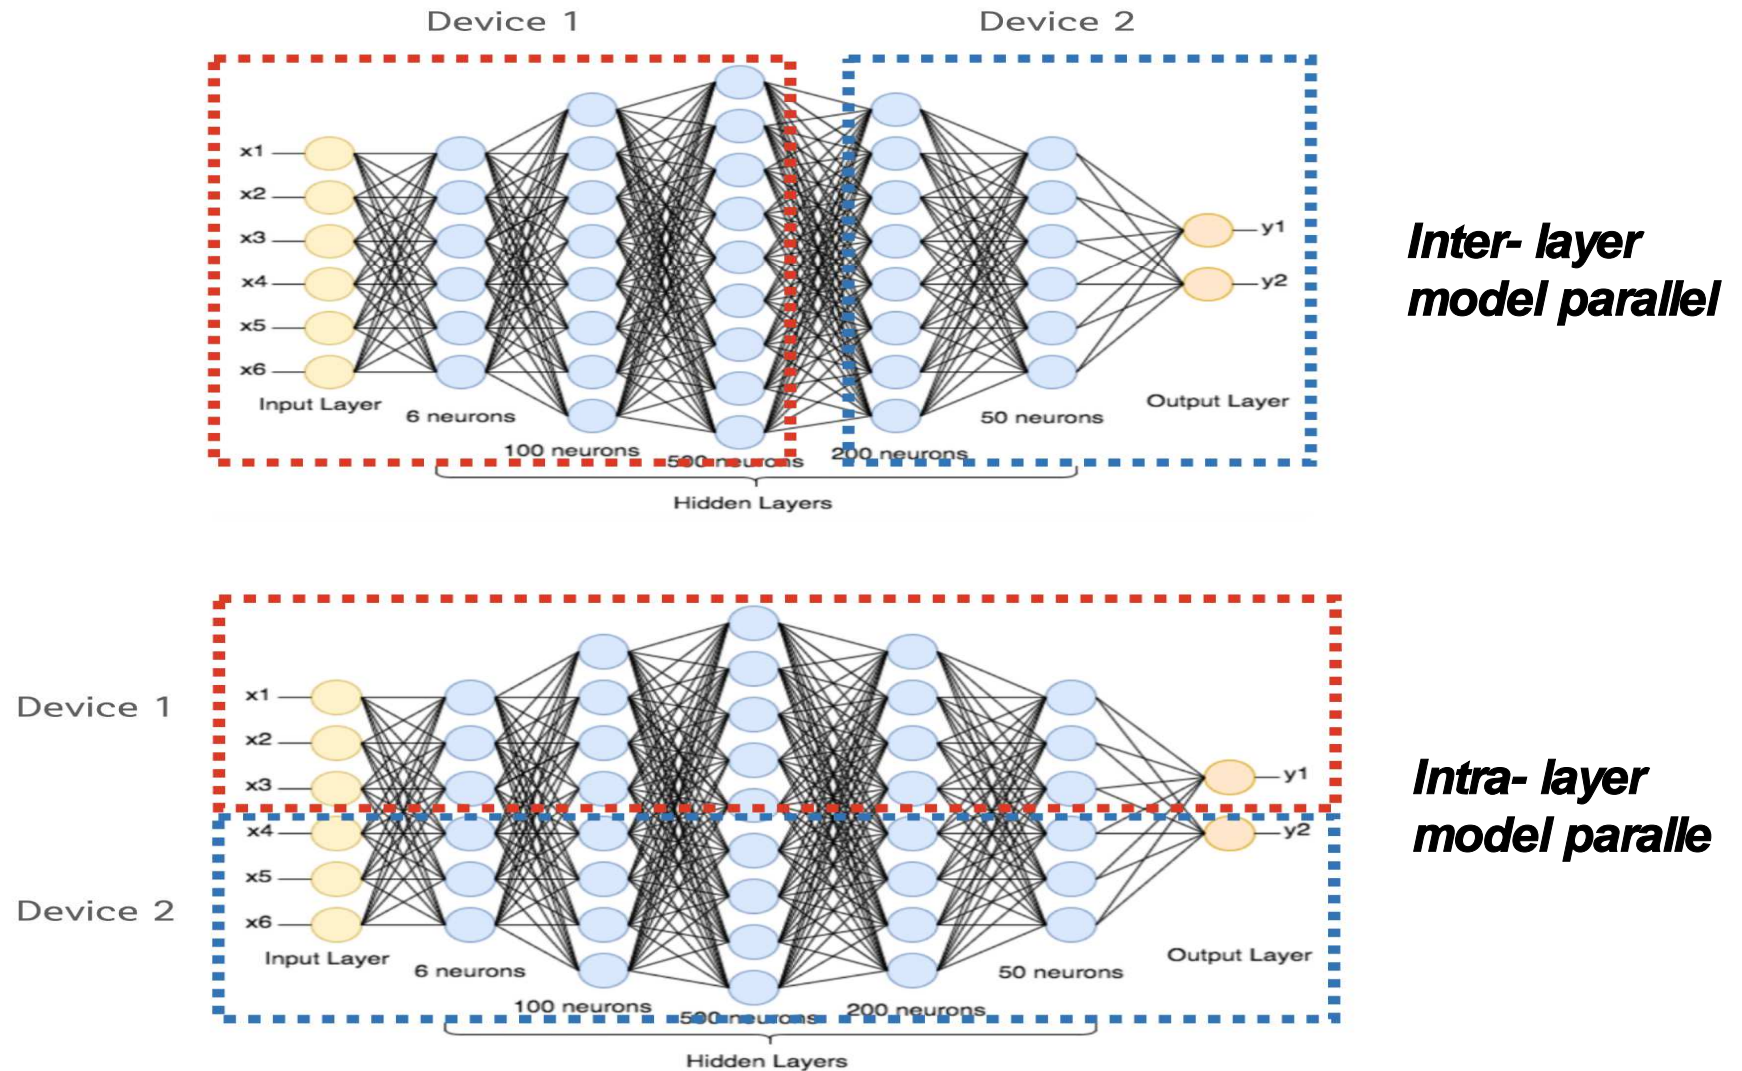 Device 1
Device 2
x1
x2
x3
x4
x5
x6
y1
y2
Input Layer
6 neurons
100 neurons
500 neurons
200 neurons
50 neurons
Output Layer
Hidden Layers
Inter- layer
model parallel
Device 1
Device 2
x1
x2
x3
x4
x5
x6
y1
y2
Input Layer
6 neurons
100 neurons
500 neurons
200 neurons
50 neurons
Output Layer
Hidden Layers
Intra- layer
model paralle